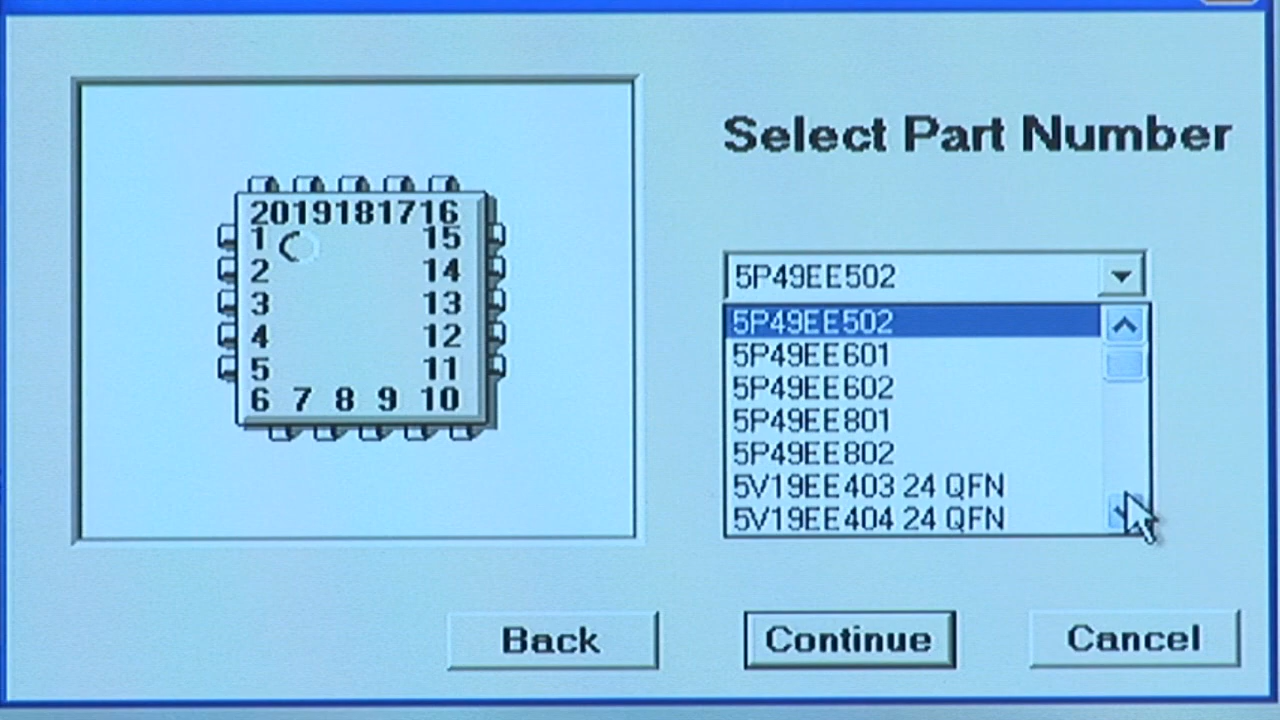 Select Part Number
20 19 18 17 16
1 15
2 14
3 13
4 12
5 11
6 7 8 9 10
5P49EE502
5P49EE502
5P49EE601
5P49EE602
5P49EE801
5P49EE802
5V19EE403 24 QFN
5V19EE404 24 QFN
Back Continue Cancel